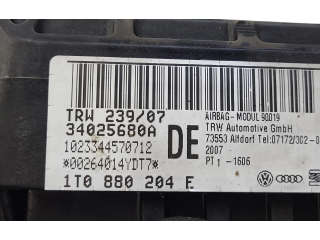 TRW 239/07
34025680A
1023344570712
*00264014YDT7*
1T0 880 204 E
DE
AIRBAG-MODUL 90019
TRW Automotive GmbH
73553 Alfdorf Tel:07172/302-0
2007
PT1-1606